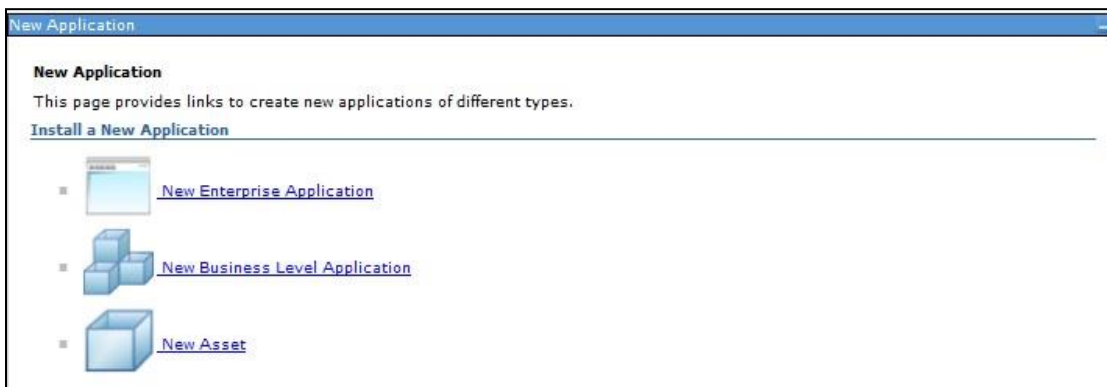 New Application
New Application
This page provides links to create new applications of different types.
Install a New Application
New Enterprise Application
New Business Level Application
New Asset